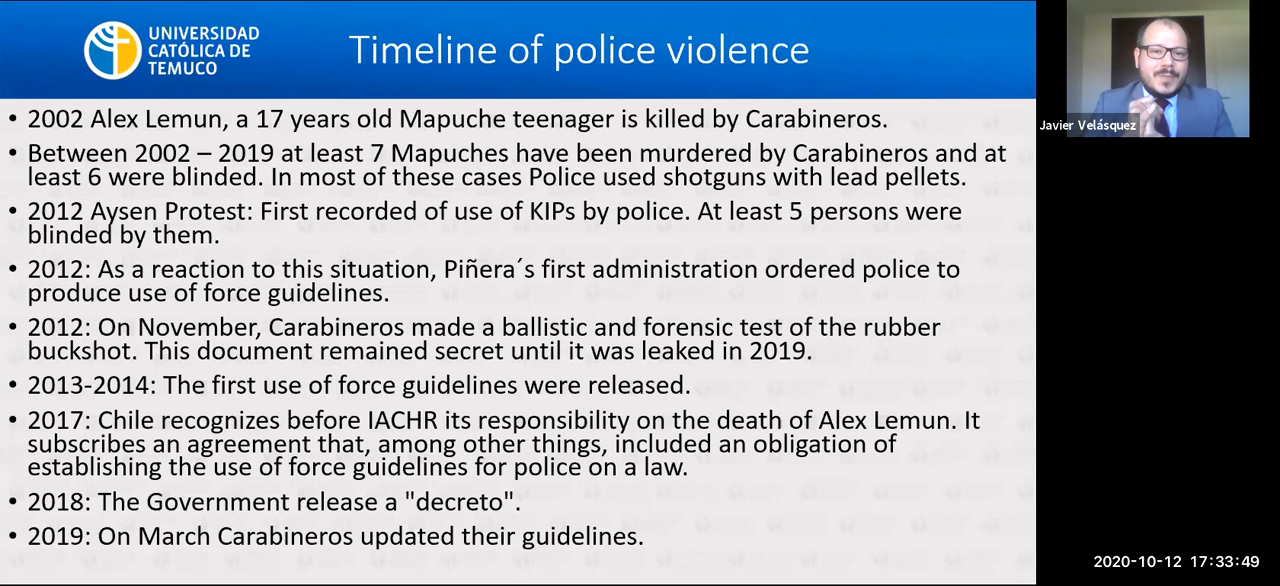 UNIVERSIDAD
CATÓLICA DE
TEMUCO
Timeline of police violence
• 2002 Alex Lemun, a 17 years old Mapuche teenager is killed by Carabineros.
• Between 2002 – 2019 at least 7 Mapuches have been murdered by Carabineros and at
least 6 were blinded. In most of these cases Police used shotguns with lead pellets.
• 2012 Aysen Protest: First recorded of use of KIPs by police. At least 5 persons were
blinded by them.
• 2012: As a reaction to this situation, Piñera´s first administration ordered police to
produce use of force guidelines.
• 2012: On November, Carabineros made a ballistic and forensic test of the rubber
buckshot. This document remained secret until it was leaked in 2019.
• 2013-2014: The first use of force guidelines were released.
• 2017: Chile recognizes before IACHR its responsibility on the death of Alex Lemun. It
subscribes an agreement that, among other things, included an obligation of
establishing the use of force guidelines for police on a law.
• 2018: The Government release a "decreto".
• 2019: On March Carabineros updated their guidelines.
Javier Velásquez
2020-10-12 17:33:49